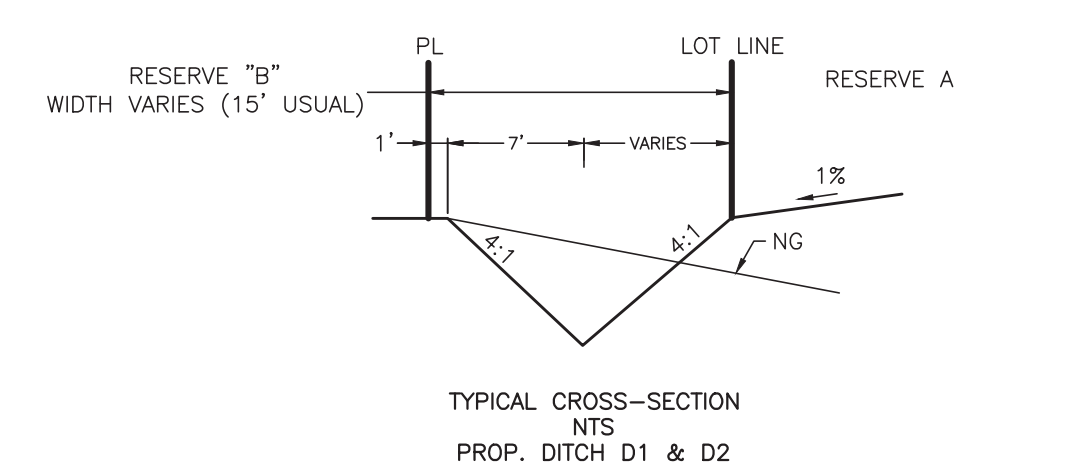 PL
LOT LINE
RESERVE "B"
WIDTH VARIES (15' USUAL)
RESERVE A
1'
7'
VARIES
1%
4:1
4:1
NG
TYPICAL CROSS-SECTION
NTS
PROP. DITCH D1 & D2